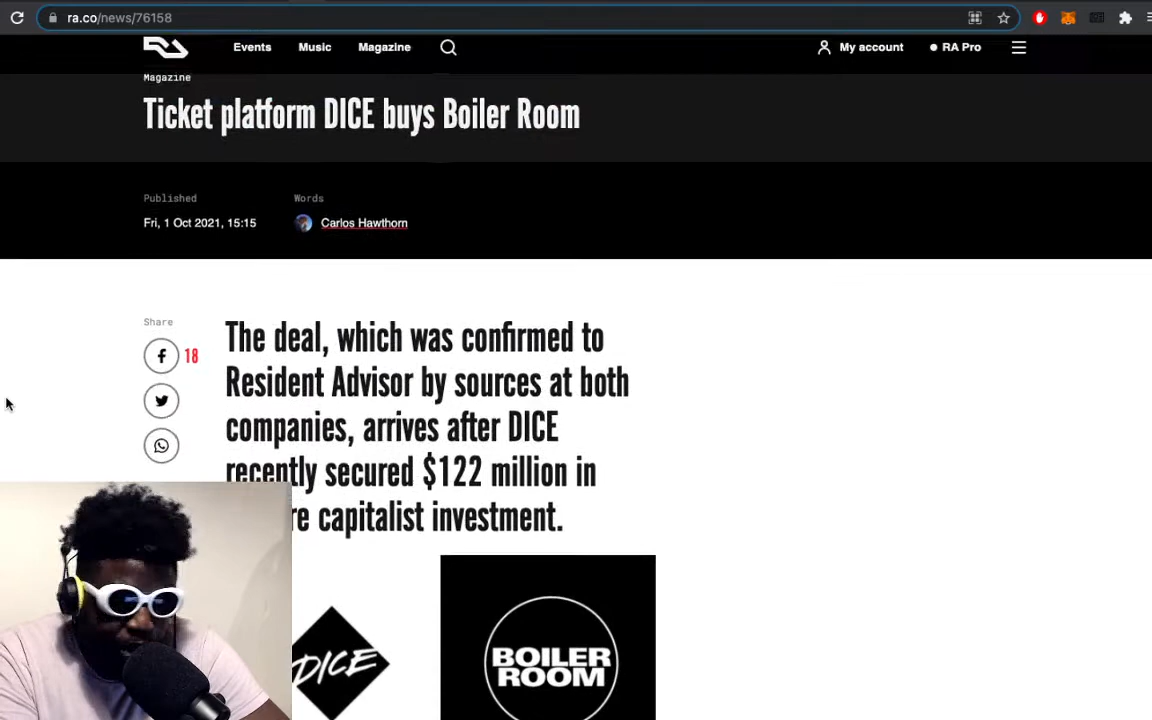 ra.co/news/76158
Events Music Magazine My account RA Pro
Magazine
Ticket platform DICE buys Boiler Room
Published Words
Fri, 1 Oct 2021, 15:15 Carlos Hawthorn
Share
18
The deal, which was confirmed to
Resident Advisor by sources at both
companies, arrives after DICE
recently secured $122 million in
re capitalist investment.
DICE
BOILER
ROOM